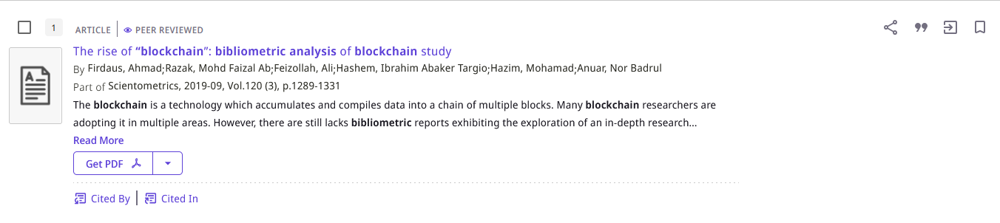 1 ARTICLE PEER REVIEWED
The rise of “blockchain”: bibliometric analysis of blockchain study
By Firdaus, Ahmad;Razak, Mohd Faizal Ab;Feizollah, Ali;Hashem, Ibrahim Abaker Targio;Hazim, Mohamad;Anuar, Nor Badrul
Part of Scientometrics, 2019-09, Vol.120 (3), p.1289-1331
The blockchain is a technology which accumulates and compiles data into a chain of multiple blocks. Many blockchain researchers are
adopting it in multiple areas. However, there are still lacks bibliometric reports exhibiting the exploration of an in-depth research...
Read More
Get PDF
Cited By Cited In